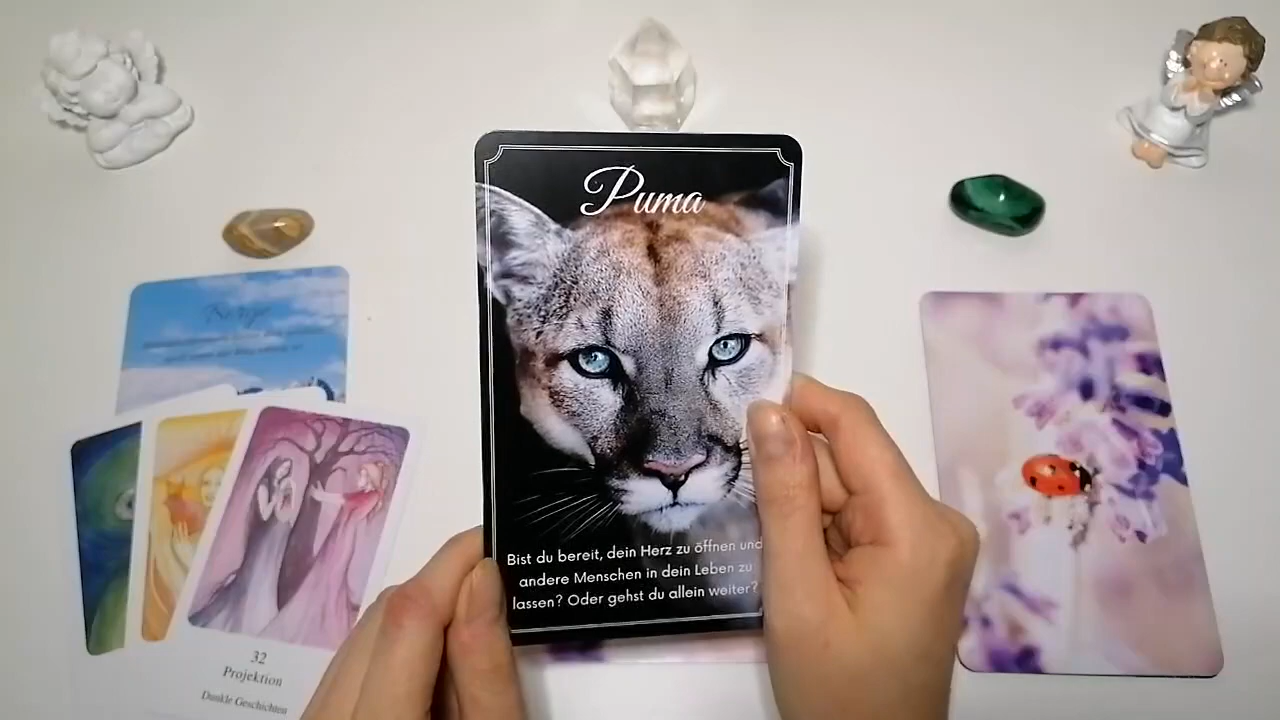 Puma
Bist du bereit, dein Herz zu öffnen und
andere Menschen in dein Leben zu
lassen? Oder gehst du allein weiter?
32
Projektion
Dunkle Geschichten